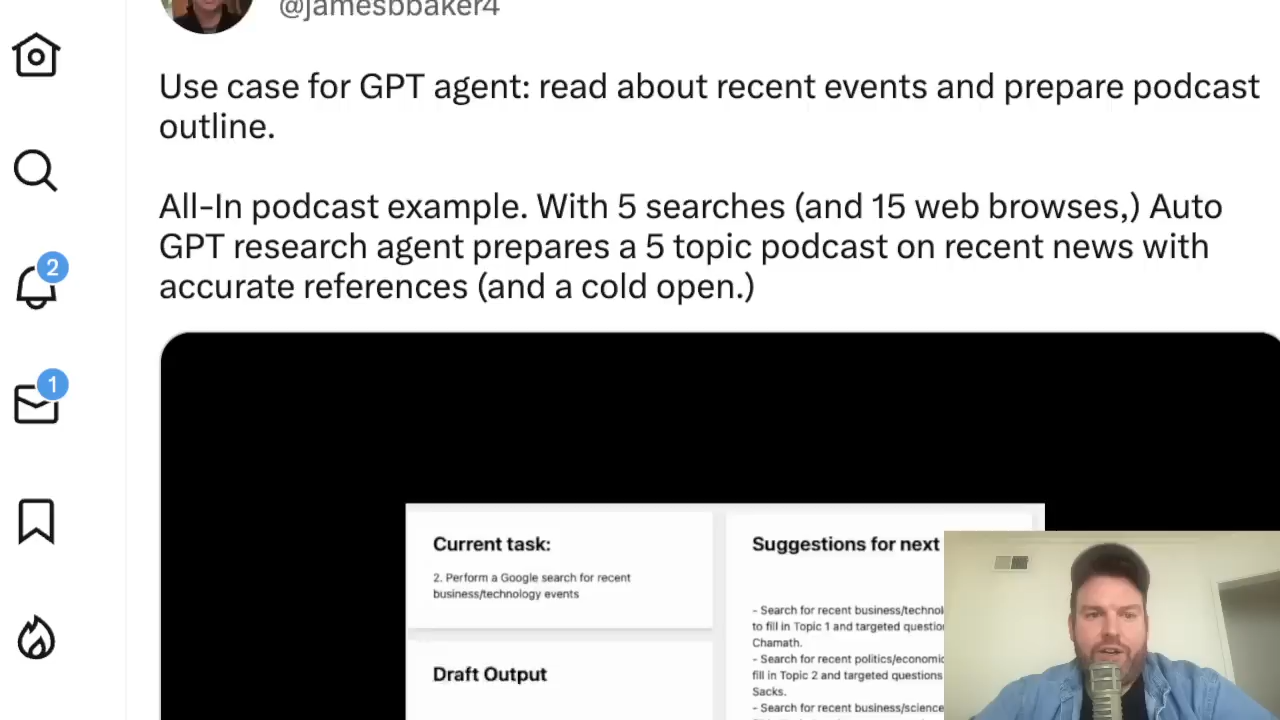 @jamesbbaker4
Use case for GPT agent: read about recent events and prepare podcast
outline.
All-In podcast example. With 5 searches (and 15 web browses,) Auto
GPT research agent prepares a 5 topic podcast on recent news with
accurate references (and a cold open.)
2
1
Current task:
2. Perform a Google search for recent
business/technology events
Draft Output
Suggestions for next
- Search for recent business/technol
to fill in Topic 1 and targeted question
Chamath.
- Search for recent politics/economic
fill in Topic 2 and targeted questions
Sacks.
- Search for recent business/science